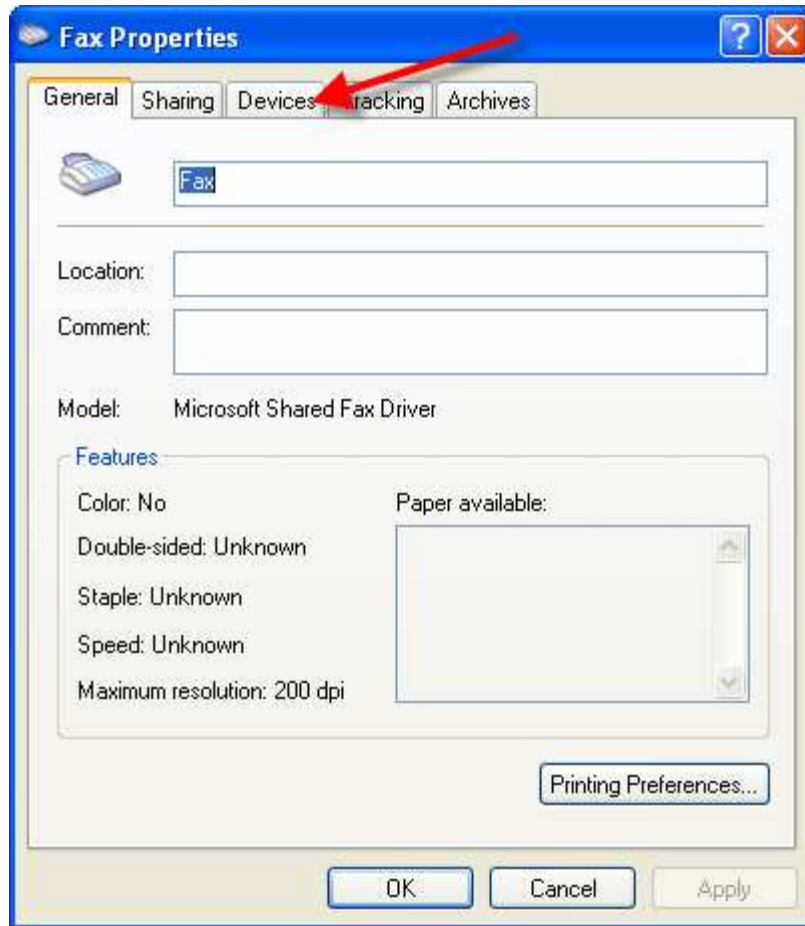 Fax Properties
General Sharing Devices Tracking Archives
Fax
Location:
Comment:
Model: Microsoft Shared Fax Driver
Features
Color: No Paper available:
Double-sided: Unknown
Staple: Unknown
Speed: Unknown
Maximum resolution: 200 dpi
Printing Preferences...
OK Cancel Apply